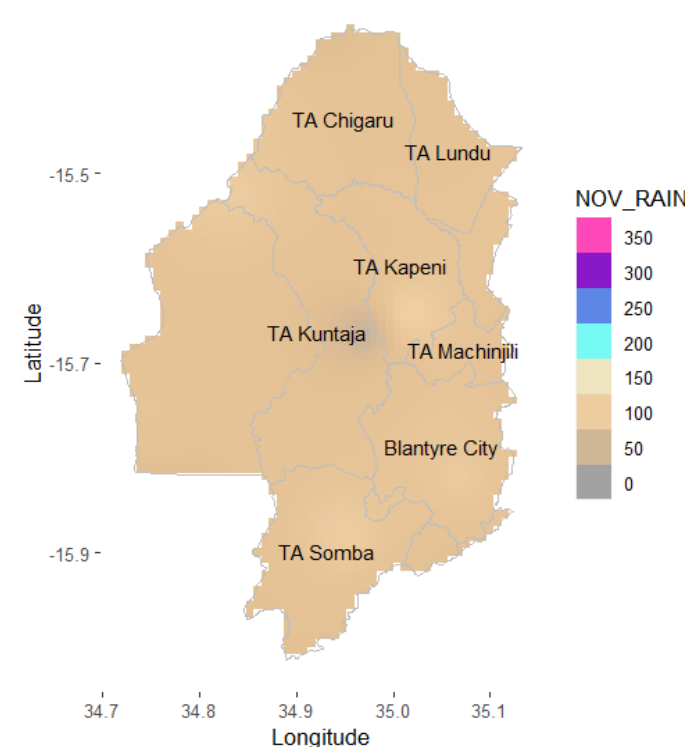 TA Chigaru
TA Lundu
-15.5
NOV_RAIN
350
TA Kapeni
300
250
TA Kuntaja
200
TA Machinjili
-15.7
Latitude
150
100
Blantyre City
50
0
-15.9
TA Somba
34.7 34.8 34.9 35.0 35.1
Longitude